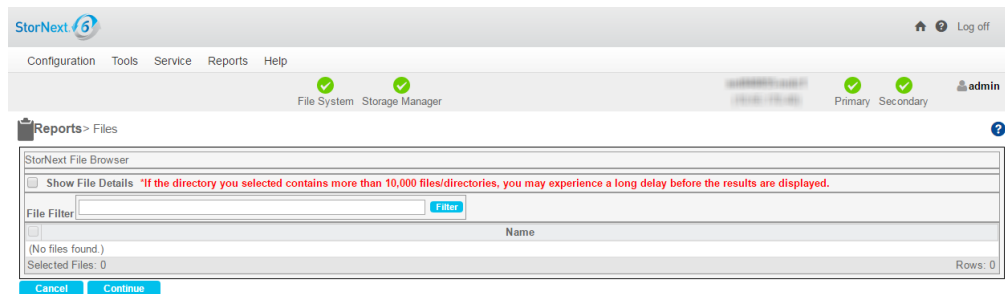 StorNext 6
Log off
Configuration Tools Service Reports Help
File System Storage Manager
Primary Secondary
admin
Reports> Files
StorNext File Browser
Show File Details *If the directory you selected contains more than 10,000 files/directories, you may experience a long delay before the results are displayed.
File Filter Filter
Name
(No files found.)
Selected Files: 0 Rows: 0
Cancel Continue